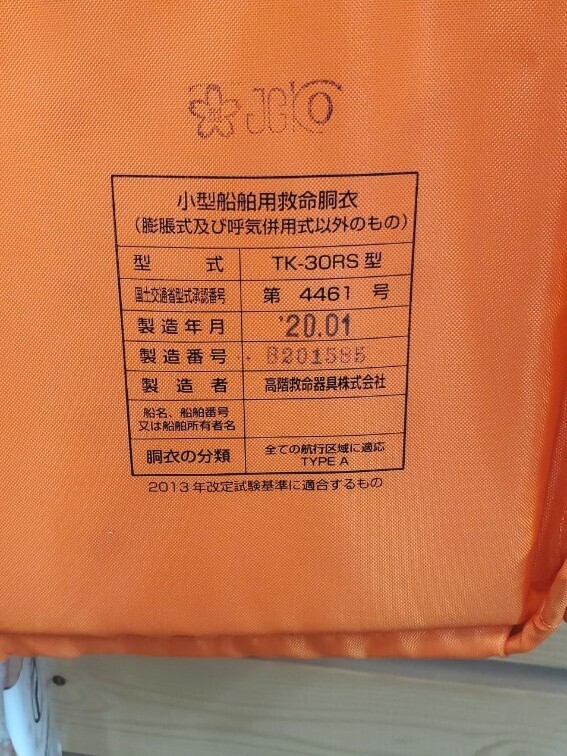 JCI
小型船舶用救命胴衣
（膨脹式及び呼気併用式以外のもの）
型 式 TK-30RS 型
国土交通省型式承認番号 第 4461 号
製造年月 '20.01
製造番号 B201585
製造者 高階救命器具株式会社
船名、船舶番号
又は船舶所有者名
胴衣の分類 全ての航行区域に適応
TYPE A
2013年改定試験基準に適合するもの